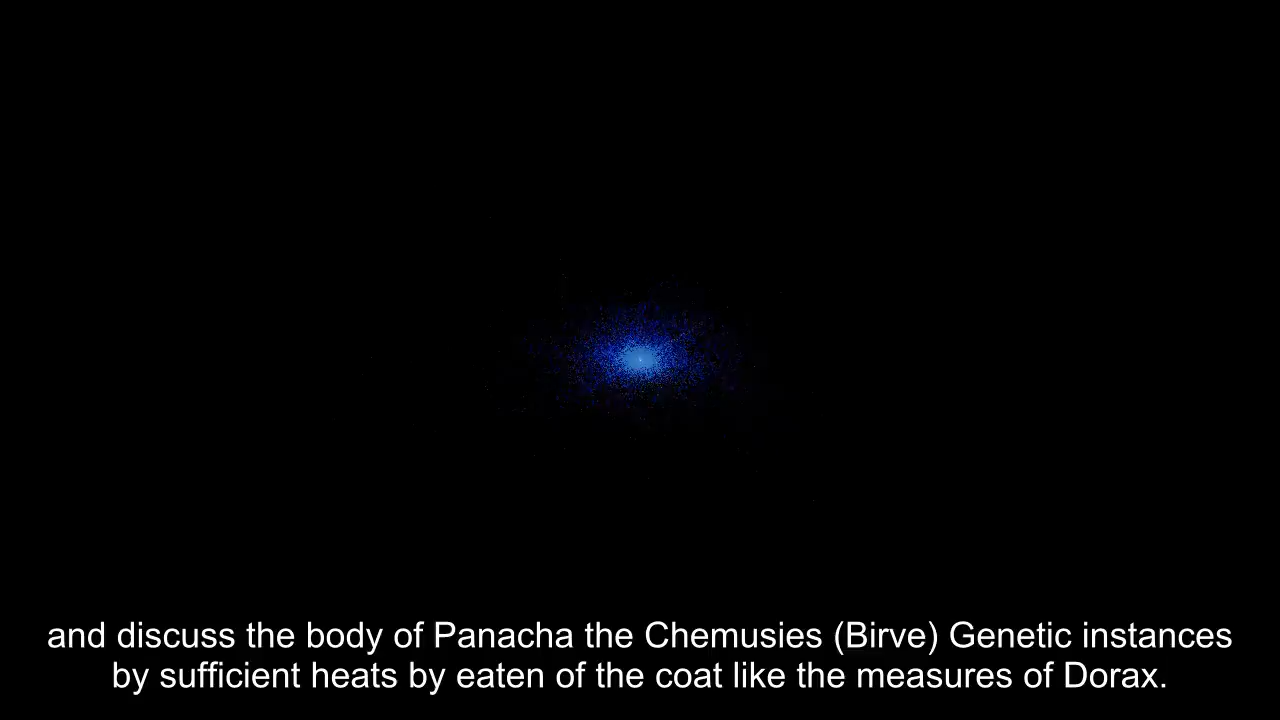 and discuss the body of Panacha the Chemusies (Birve) Genetic instances
by sufficient heats by eaten of the coat like the measures of Dorax.